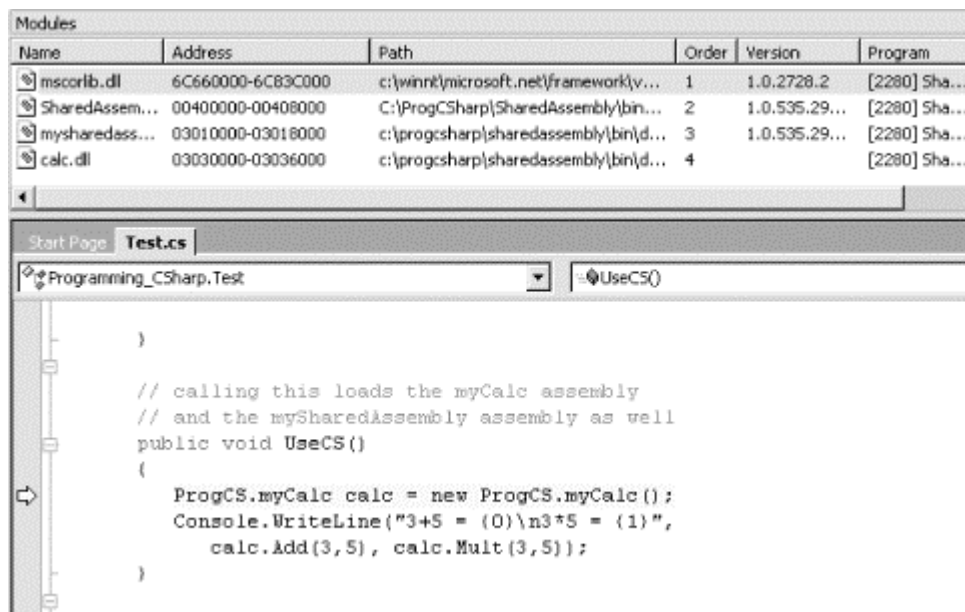 Modules
Name Address Path Order Version Program
mscorlib.dll 6C660000-6C83C000 c:\winnt\microsoft.net\framework\v... 1 1.0.2728.2 [2280] Sha...
SharedAssem... 00400000-00408000 C:\ProgCSharp\SharedAssembly\bin... 2 1.0.535.29... [2280] Sha...
mysharedass... 03010000-03018000 c:\progcsharp\sharedassembly\bin\d... 3 1.0.535.29... [2280] Sha...
calc.dll 03030000-03036000 c:\progcsharp\sharedassembly\bin\d... 4 [2280] Sha...
Start Page Test.cs
Programming_CSharp.Test UseCS()
}
// calling this loads the myCalc assembly
// and the mySharedAssembly assembly as well
public void UseCS()
{
ProgCS.myCalc calc = new ProgCS.myCalc();
Console.WriteLine("3+5 = {0}\n3*5 = {1}",
calc.Add(3,5), calc.Mult(3,5));
}